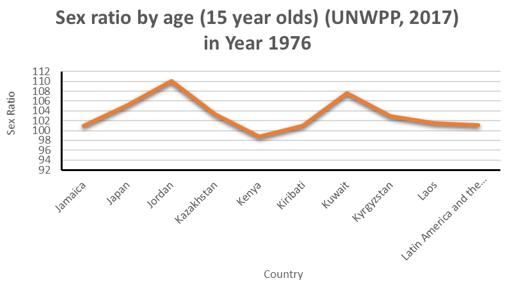 Sex ratio by age (15 year olds) (UNWPP, 2017)
in Year 1976
112
110
108
106
104
102
100
98
96
94
92
Sex Ratio
Jamaica
Japan
Jordan
Kazakhstan
Kenya
Kiribati
Kuwait
Kyrgyzstan
Laos
Latin America and the...
Country